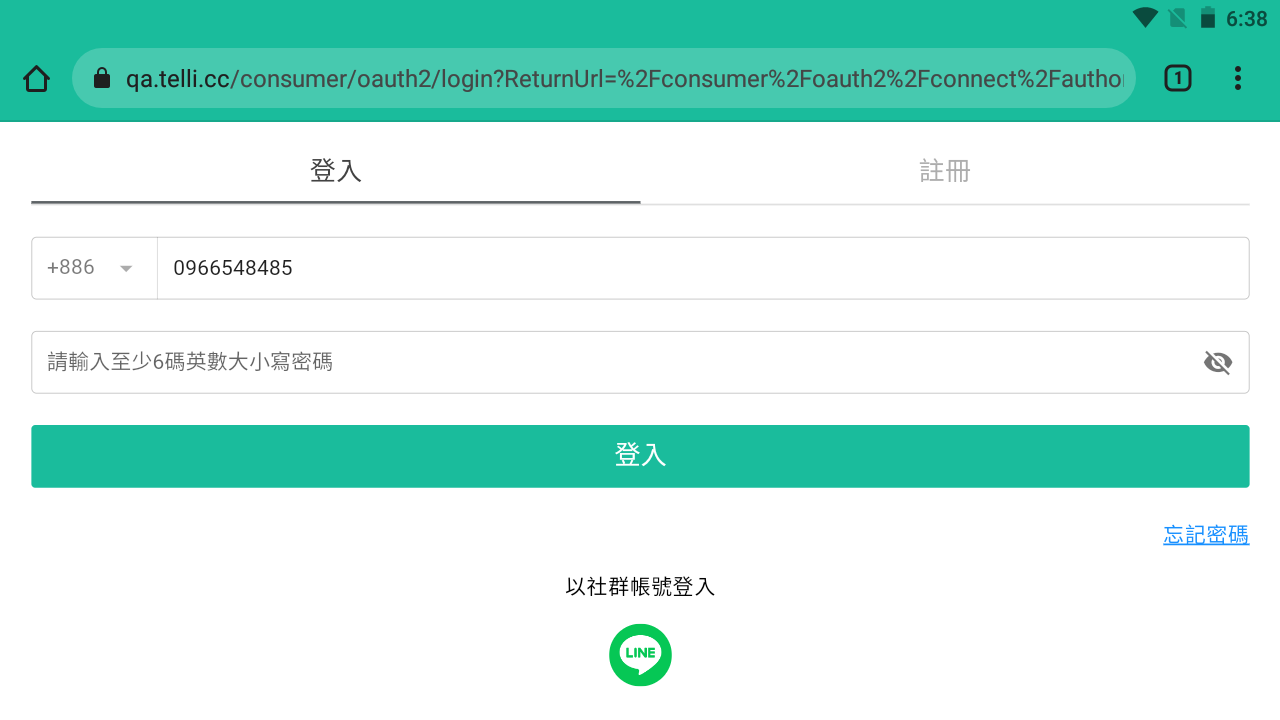 6:38
qa.telli.cc/consumer/oauth2/login?ReturnUrl=%2Fconsumer%2Foauth2%2Fconnect%2Fautho
1
登入 註冊
+886 0966548485
請輸入至少6碼英數大小寫密碼
登入
忘記密碼
以社群帳號登入
LINE